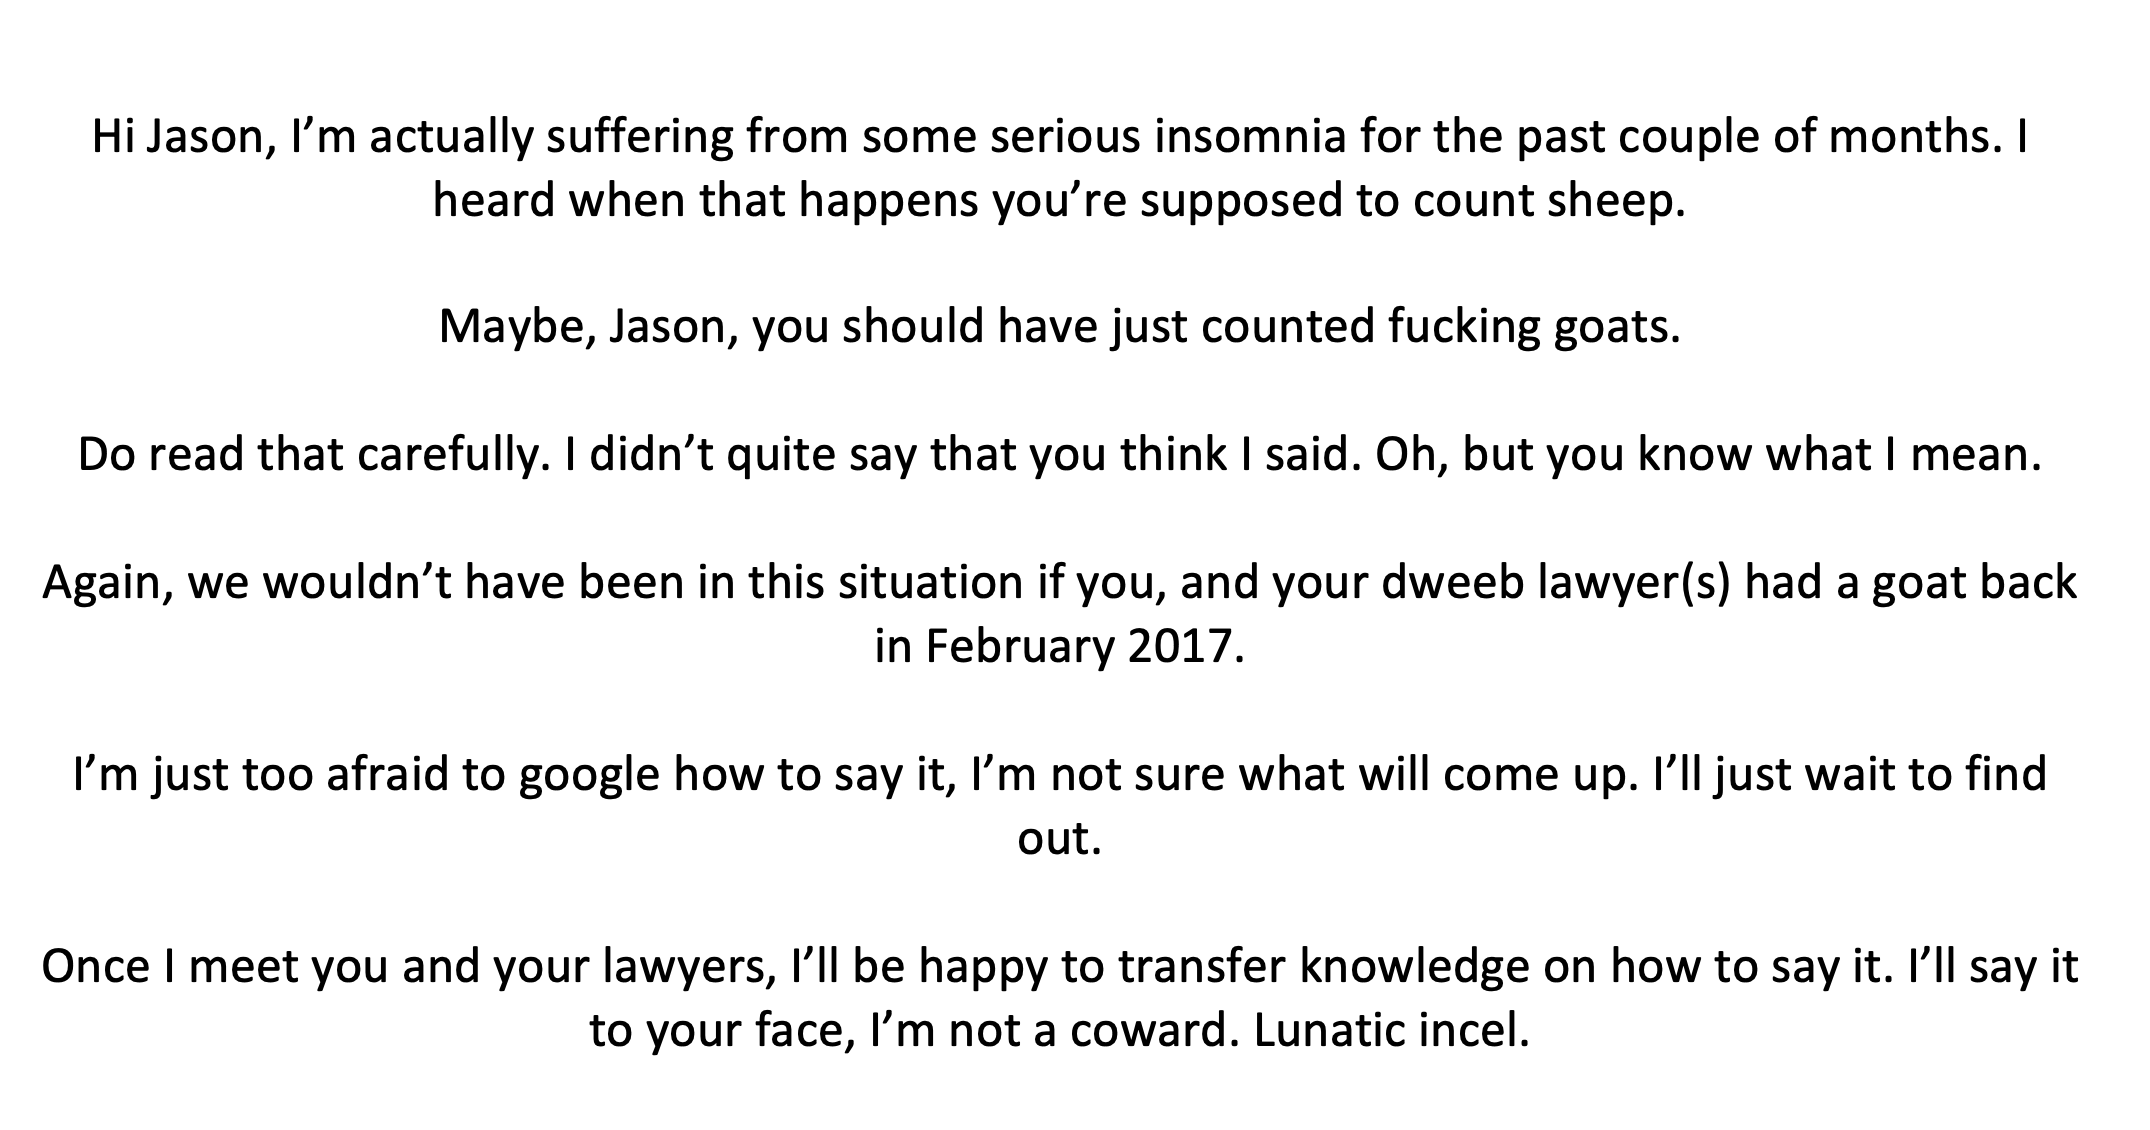 Hi Jason, I’m actually suffering from some serious insomnia for the past couple of months. I
heard when that happens you’re supposed to count sheep.
Maybe, Jason, you should have just counted fucking goats.
Do read that carefully. I didn’t quite say that you think I said. Oh, but you know what I mean.
Again, we wouldn’t have been in this situation if you, and your dweeb lawyer(s) had a goat back
in February 2017.
I’m just too afraid to google how to say it, I’m not sure what will come up. I’ll just wait to find
out.
Once I meet you and your lawyers, I’ll be happy to transfer knowledge on how to say it. I’ll say it
to your face, I’m not a coward. Lunatic incel.